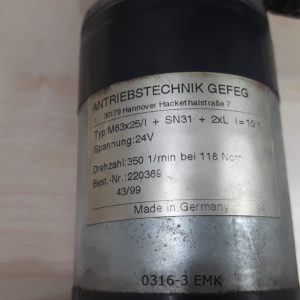 ANTRIEBSTECHNIK GEFEG
30179 Hannover Hackethalstraße 7
Typ:M63x25/I + SN31 + 2xL i=10:1
Spannung:24V
Drehzahl:350 1/min bei 118 Ncm
Best.-Nr.:220369
43/99
Made in Germany
0316-3 EMK